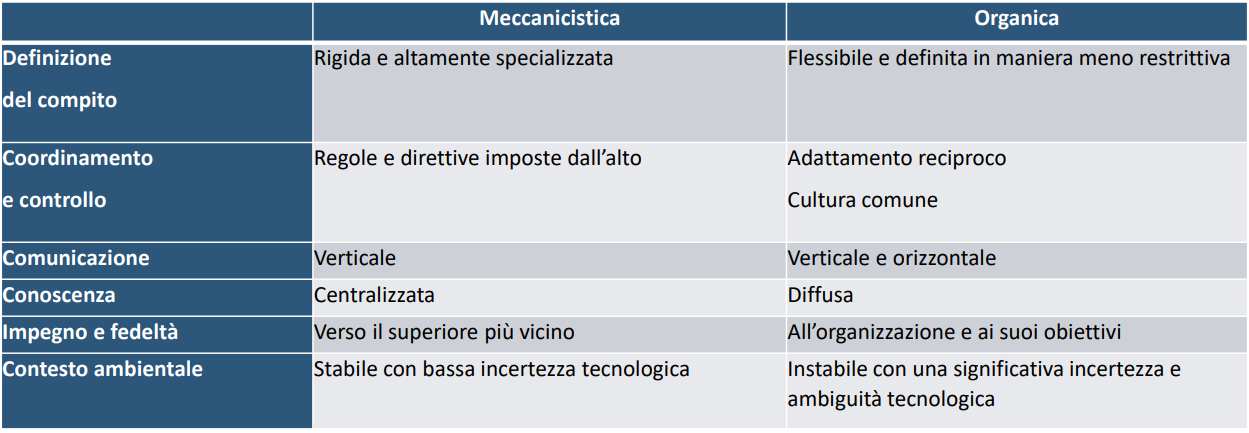 Meccanicistica Organica
Definizione Rigida e altamente specializzata Flessibile e definita in maniera meno restrittiva
del compito
Coordinamento Regole e direttive imposte dall’alto Adattamento reciproco
e controllo Cultura comune
Comunicazione Verticale Verticale e orizzontale
Conoscenza Centralizzata Diffusa
Impegno e fedeltà Verso il superiore più vicino All’organizzazione e ai suoi obiettivi
Contesto ambientale Stabile con bassa incertezza tecnologica Instabile con una significativa incertezza e
ambiguità tecnologica